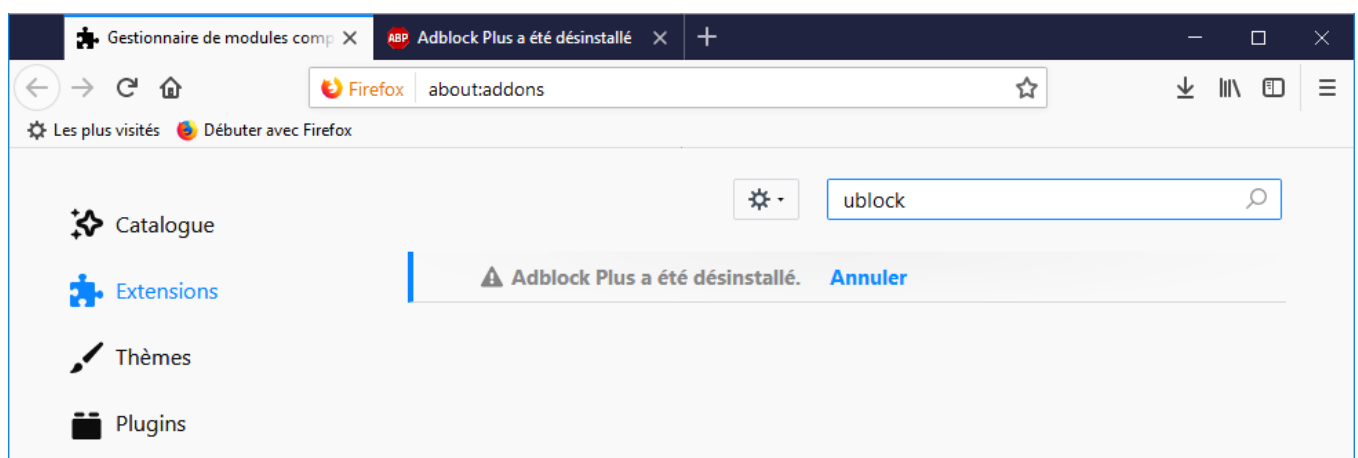 Gestionnaire de modules comp
ABP Adblock Plus a été désinstallé
Firefox about:addons
Les plus visités Débuter avec Firefox
ublock
Catalogue
Adblock Plus a été désinstallé. Annuler
Extensions
Thèmes
Plugins